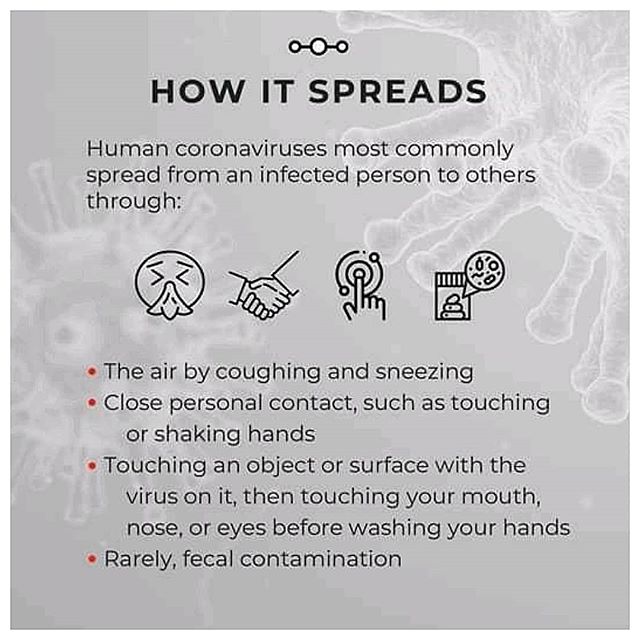 HOW IT SPREADS
Human coronaviruses most commonly
spread from an infected person to others
through:
• The air by coughing and sneezing
• Close personal contact, such as touching
or shaking hands
• Touching an object or surface with the
virus on it, then touching your mouth,
nose, or eyes before washing your hands
• Rarely, fecal contamination